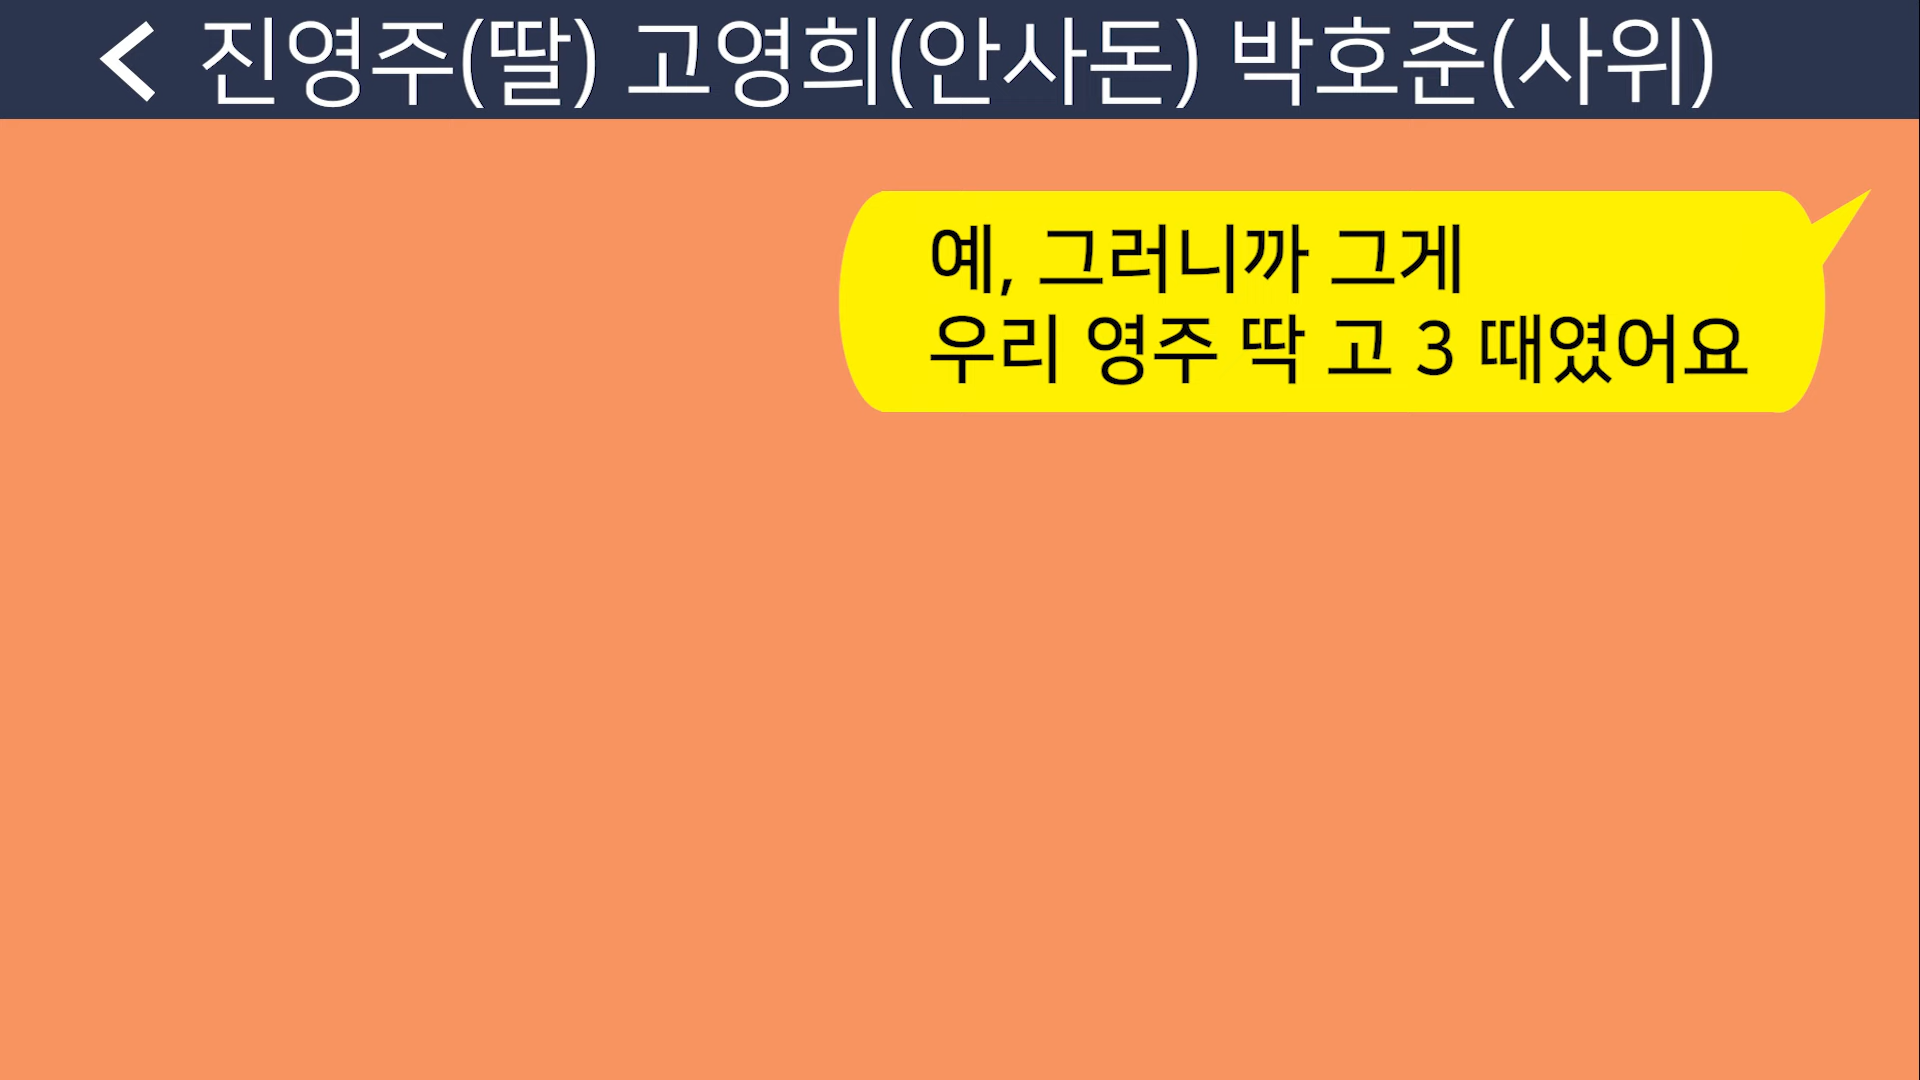 진영주(딸) 고영희(안사돈) 박호준(사위)
예, 그러니까 그게
우리 영주 딱 고 3 때였어요